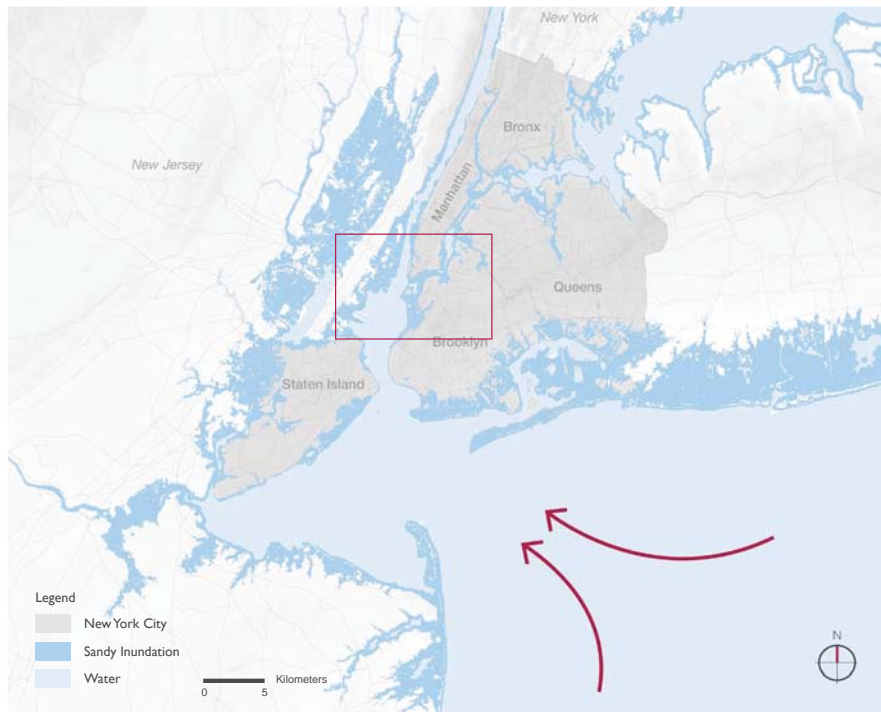 New York
Bronx
New Jersey
Manhattan
Queens
Brooklyn
Staten Island
Legend
New York City
Sandy Inundation
Water
Kilometers
0 5
N